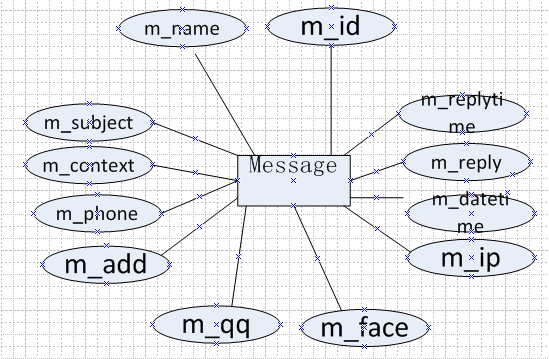 m_name
m_id
m_subject
m_replyti
me
Message
m_context
m_reply
m_phone
m_dateti
me
m_add
m_ip
m_qq
m_face